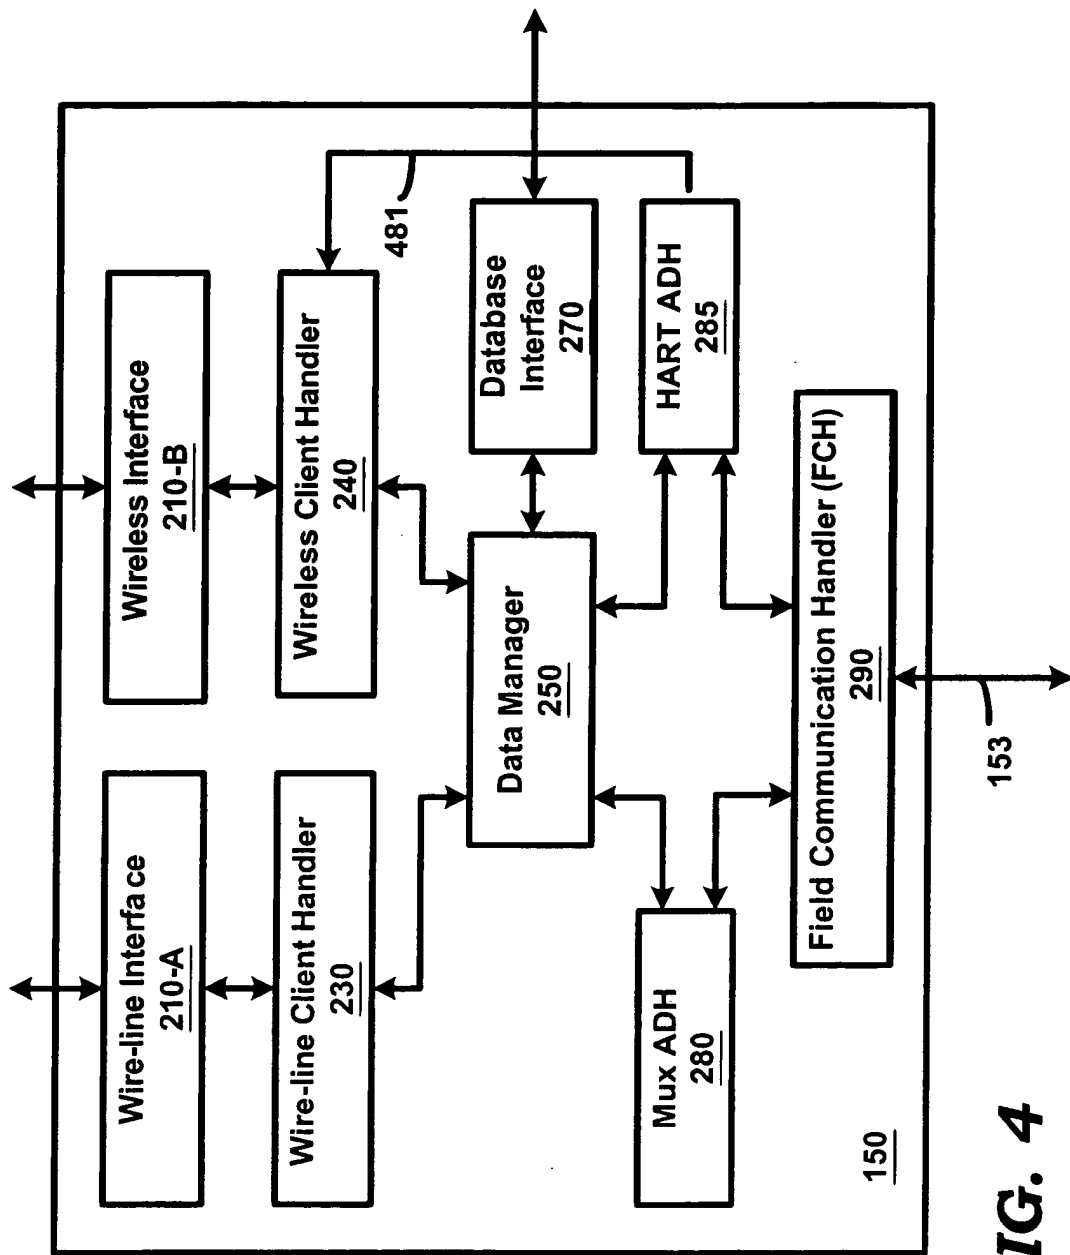 Wire-line Interface
210-A
Wireless Interface
210-B
Wire-line Client Handler
230
Wireless Client Handler
240
481
Data Manager
250
Database
Interface
270
Mux ADH
280
HART ADH
285
Field Communication Handler (FCH)
290
150
153
IG. 4